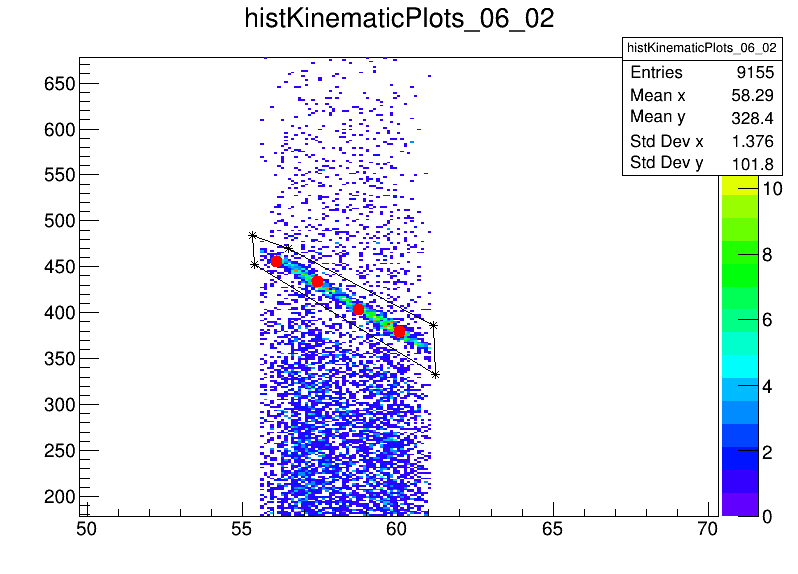 histKinematicPlots_06_02
histKinematicPlots_06_02
Entries 9155
Mean x 58.29
Mean y 328.4
Std Dev x 1.376
Std Dev y 101.8
650
600
550
500
450
400
350
300
250
200
10
8
6
4
2
0
50 55 60 65 70